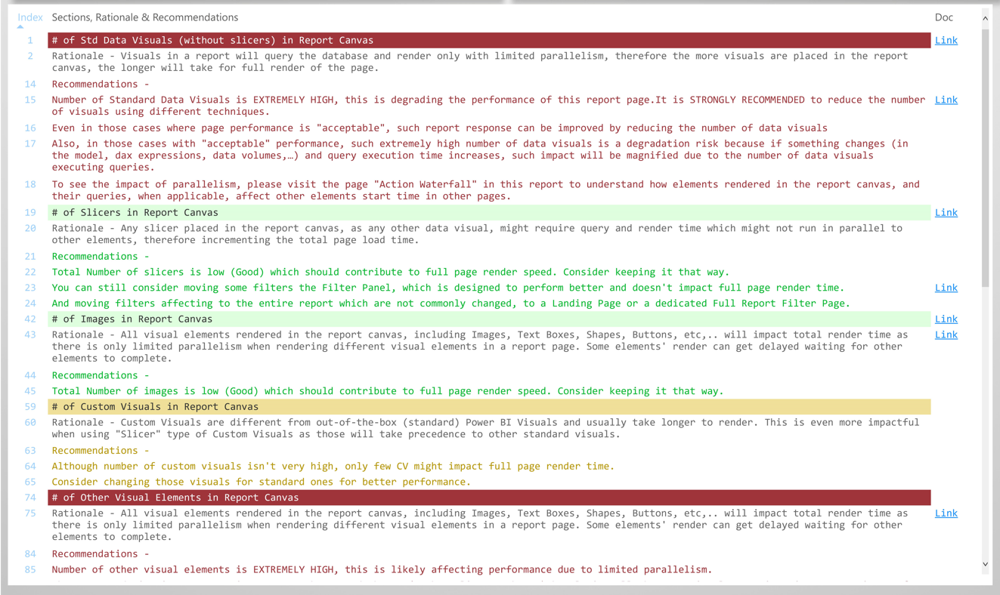 Index Sections, Rationale & Recommendations Doc
1 # of Std Data Visuals (without slicers) in Report Canvas Link
2 Rationale - Visuals in a report will query the database and render only with limited parallelism, therefore the more visuals are placed in the report
canvas, the longer will take for full render of the page.
14 Recommendations -
15 Number of Standard Data Visuals is EXTREMELY HIGH, this is degrading the performance of this report page.It is STRONGLY RECOMMENDED to reduce the number Link
of visuals using different techniques.
16 Even in those cases where page performance is "acceptable", such report response can be improved by reducing the number of data visuals
17 Also, in those cases with "acceptable" performance, such extremely high number of data visuals is a degradation risk because if something changes (in
the model, dax expressions, data volumes,…) and query execution time increases, such impact will be magnified due to the number of data visuals
executing queries.
18 To see the impact of parallelism, please visit the page "Action Waterfall" in this report to understand how elements rendered in the report canvas, and
their queries, when applicable, affect other elements start time in other pages.
19 # of Slicers in Report Canvas Link
20 Rationale - Any slicer placed in the report canvas, as any other data visual, might require query and render time which might not run in parallel to
other elements, therefore incrementing the total page load time.
21 Recommendations -
22 Total Number of slicers is low (Good) which should contribute to full page render speed. Consider keeping it that way.
23 You can still consider moving some filters the Filter Panel, which is designed to perform better and doesn't impact full page render time. Link
24 And moving filters affecting to the entire report which are not commonly changed, to a Landing Page or a dedicated Full Report Filter Page.
42 # of Images in Report Canvas Link
43 Rationale - All visual elements rendered in the report canvas, including Images, Text Boxes, Shapes, Buttons, etc,.. will impact total render time as Link
there is only limited parallelism when rendering different visual elements in a report page. Some elements' render can get delayed waiting for other
elements to complete.
44 Recommendations -
45 Total Number of images is low (Good) which should contribute to full page render speed. Consider keeping it that way.
59 # of Custom Visuals in Report Canvas
60 Rationale - Custom Visuals are different from out-of-the-box (standard) Power BI Visuals and usually take longer to render. This is even more impactful
when using "Slicer" type of Custom Visuals as those will take precedence to other standard visuals.
63 Recommendations -
64 Although number of custom visuals isn't very high, only few CV might impact full page render time.
65 Consider changing those visuals for standard ones for better performance.
74 # of Other Visual Elements in Report Canvas
75 Rationale - All visual elements rendered in the report canvas, including Images, Text Boxes, Shapes, Buttons, etc,.. will impact total render time as Link
there is only limited parallelism when rendering different visual elements in a report page. Some elements' render can get delayed waiting for other
elements to complete.
84 Recommendations -
85 Number of other visual elements is EXTREMELY HIGH, this is likely affecting performance due to limited parallelism.